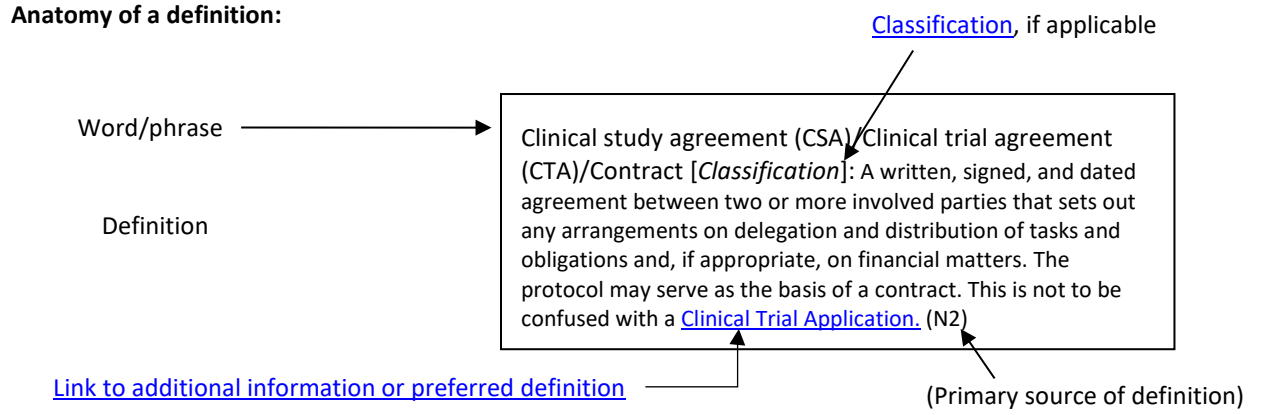 Anatomy of a definition:
Classification, if applicable
Word/phrase
Clinical study agreement (CSA)/Clinical trial agreement
(CTA)/Contract [Classification]: A written, signed, and dated
agreement between two or more involved parties that sets out
Definition
any arrangements on delegation and distribution of tasks and
obligations and, if appropriate, on financial matters. The
protocol may serve as the basis of a contract. This is not to be
confused with a Clinical Trial Application. (N2)
Link to additional information or preferred definition
(Primary source of definition)